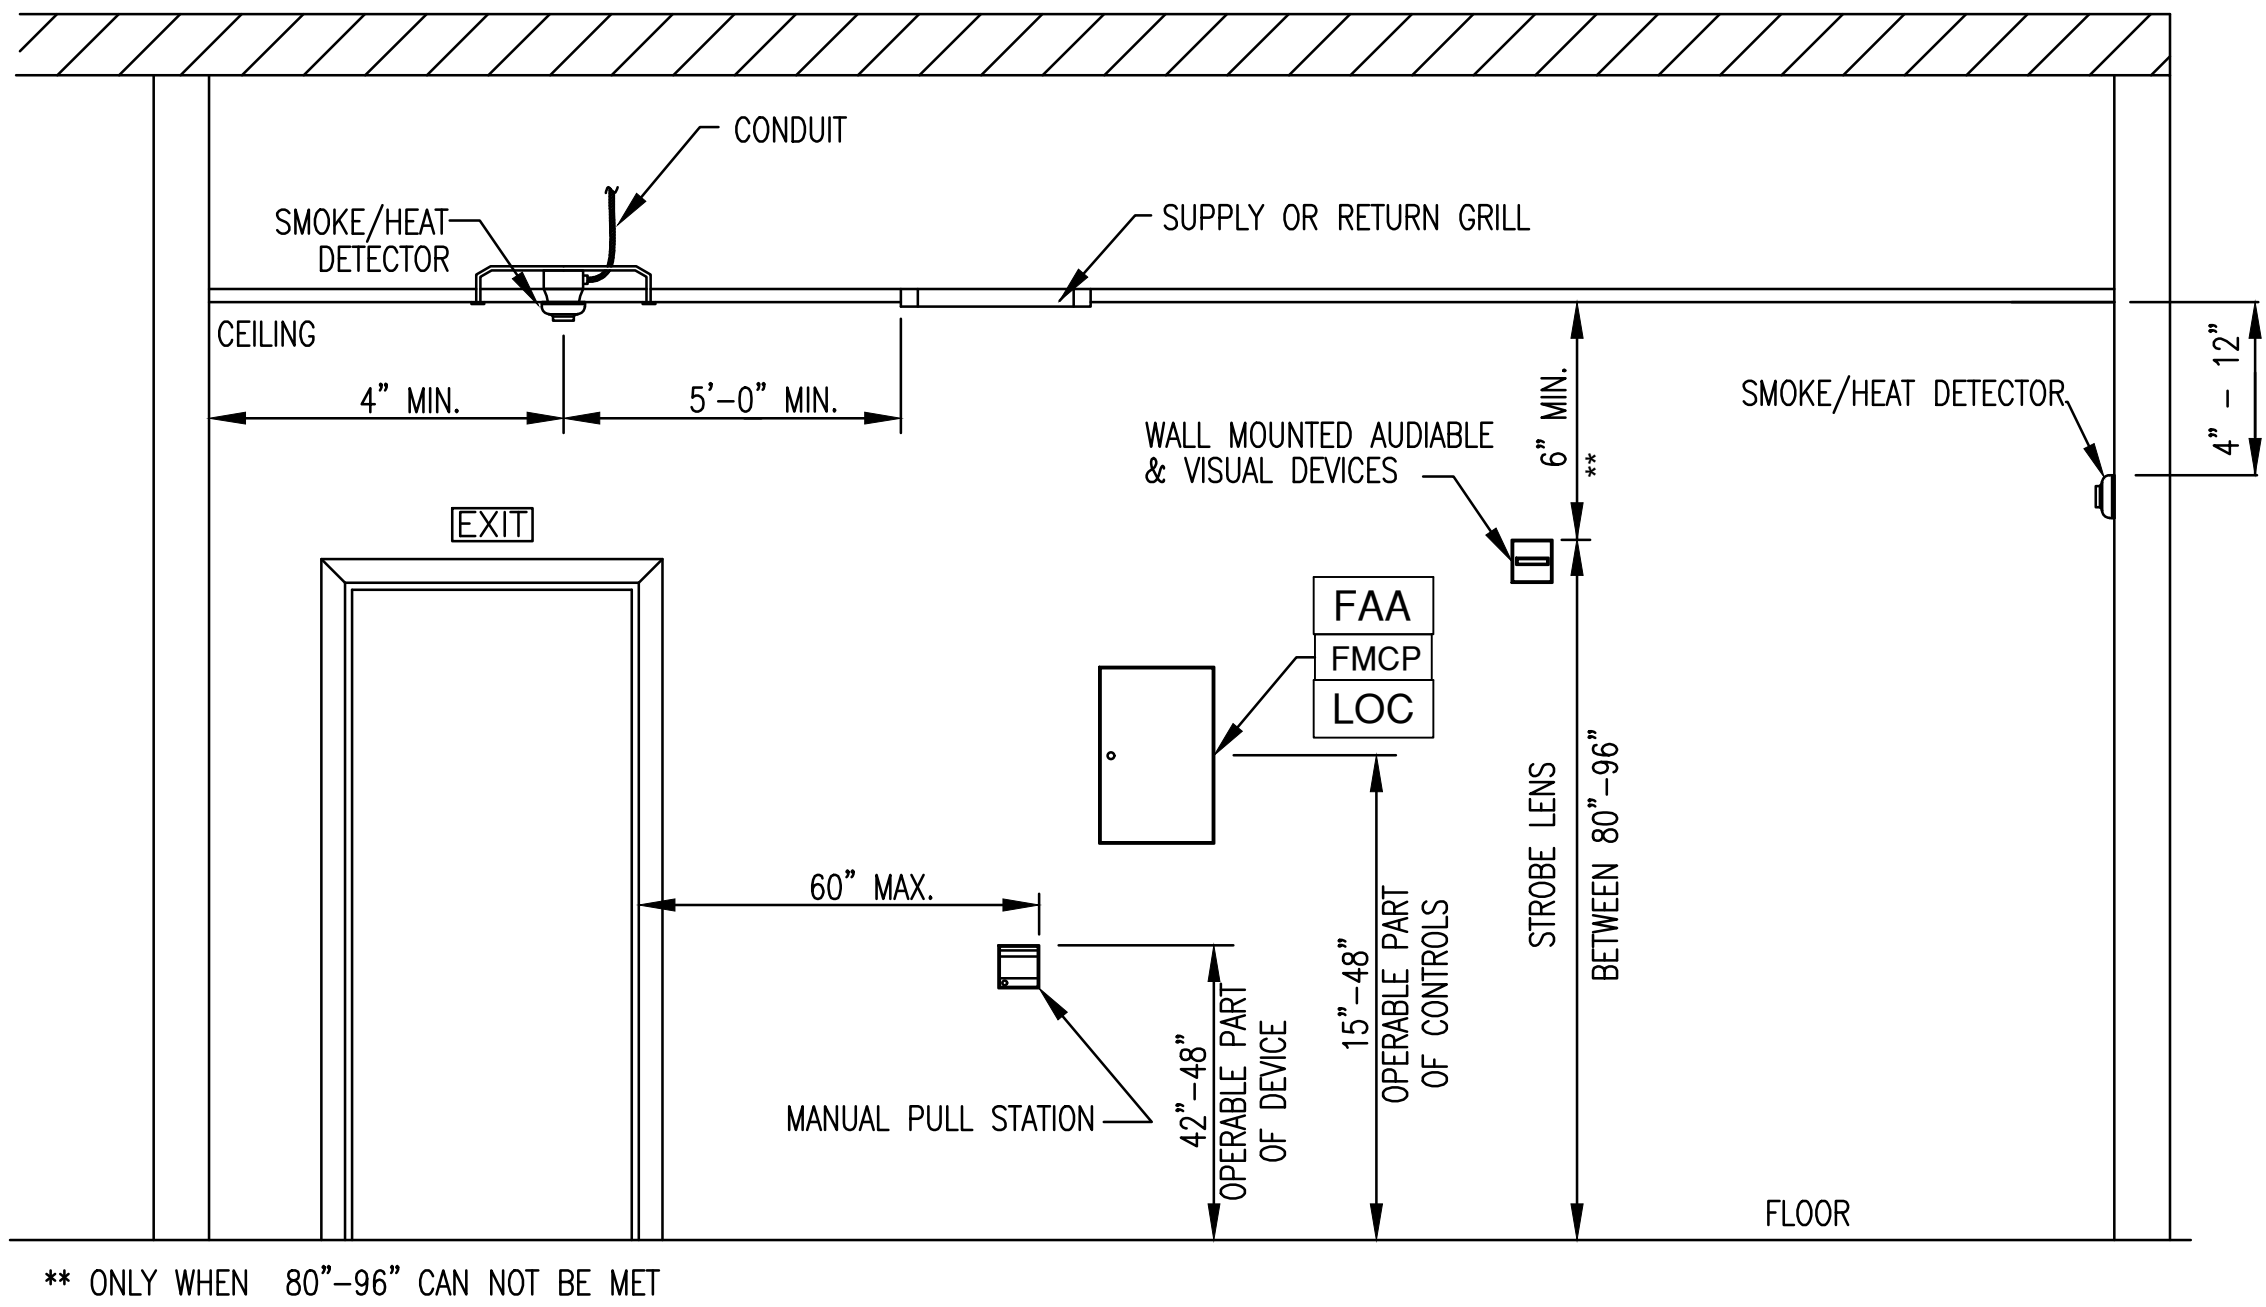 CONDUIT
SMOKE/HEAT
DETECTOR
SUPPLY OR RETURN GRILL
CEILING
4" MIN.
5'-0" MIN.
6" MIN.
**
SMOKE/HEAT DETECTOR
4" - 12"
WALL MOUNTED AUDIABLE
& VISUAL DEVICES
EXIT
FAA
FMCP
LOC
STROBE LENS
BETWEEN 80"-96"
60" MAX.
MANUAL PULL STATION
42"-48"
OPERABLE PART
OF DEVICE
15"-48"
OPERABLE PART
OF CONTROLS
FLOOR
** ONLY WHEN 80"-96" CAN NOT BE MET